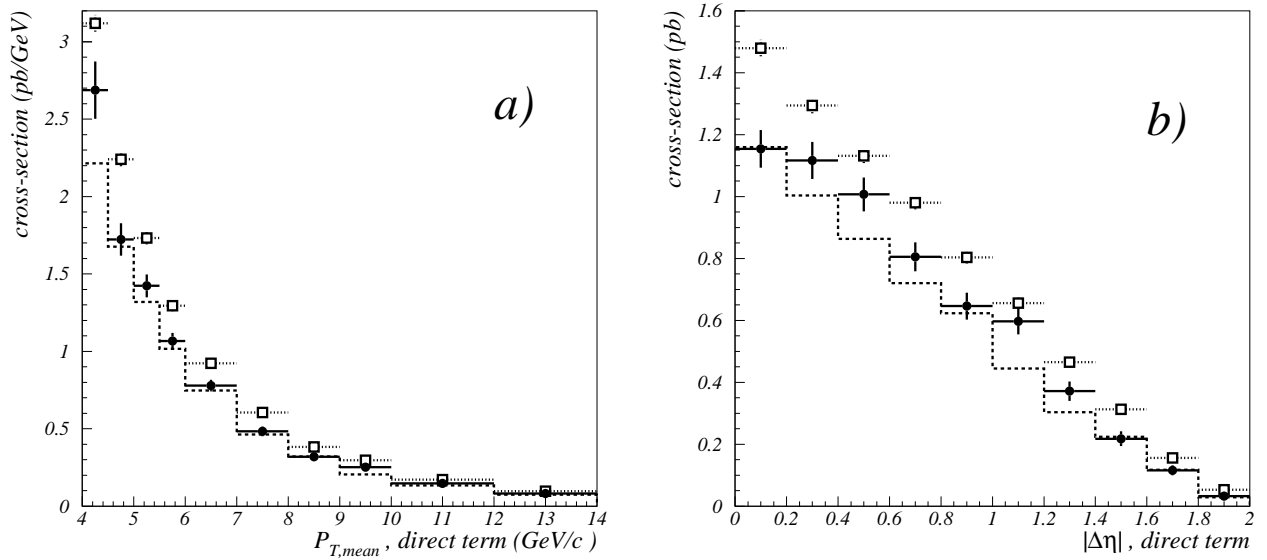 cross-section (pb/GeV)
a)
3
2.5
2
1.5
1
0.5
0
4 5 6 7 8 9 10 11 12 13 14
P_{T,mean} , direct term (GeV/c )
cross-section (pb)
b)
1.6
1.4
1.2
1
0.8
0.6
0.4
0.2
0
0 0.2 0.4 0.6 0.8 1 1.2 1.4 1.6 1.8 2
|Δη| , direct term